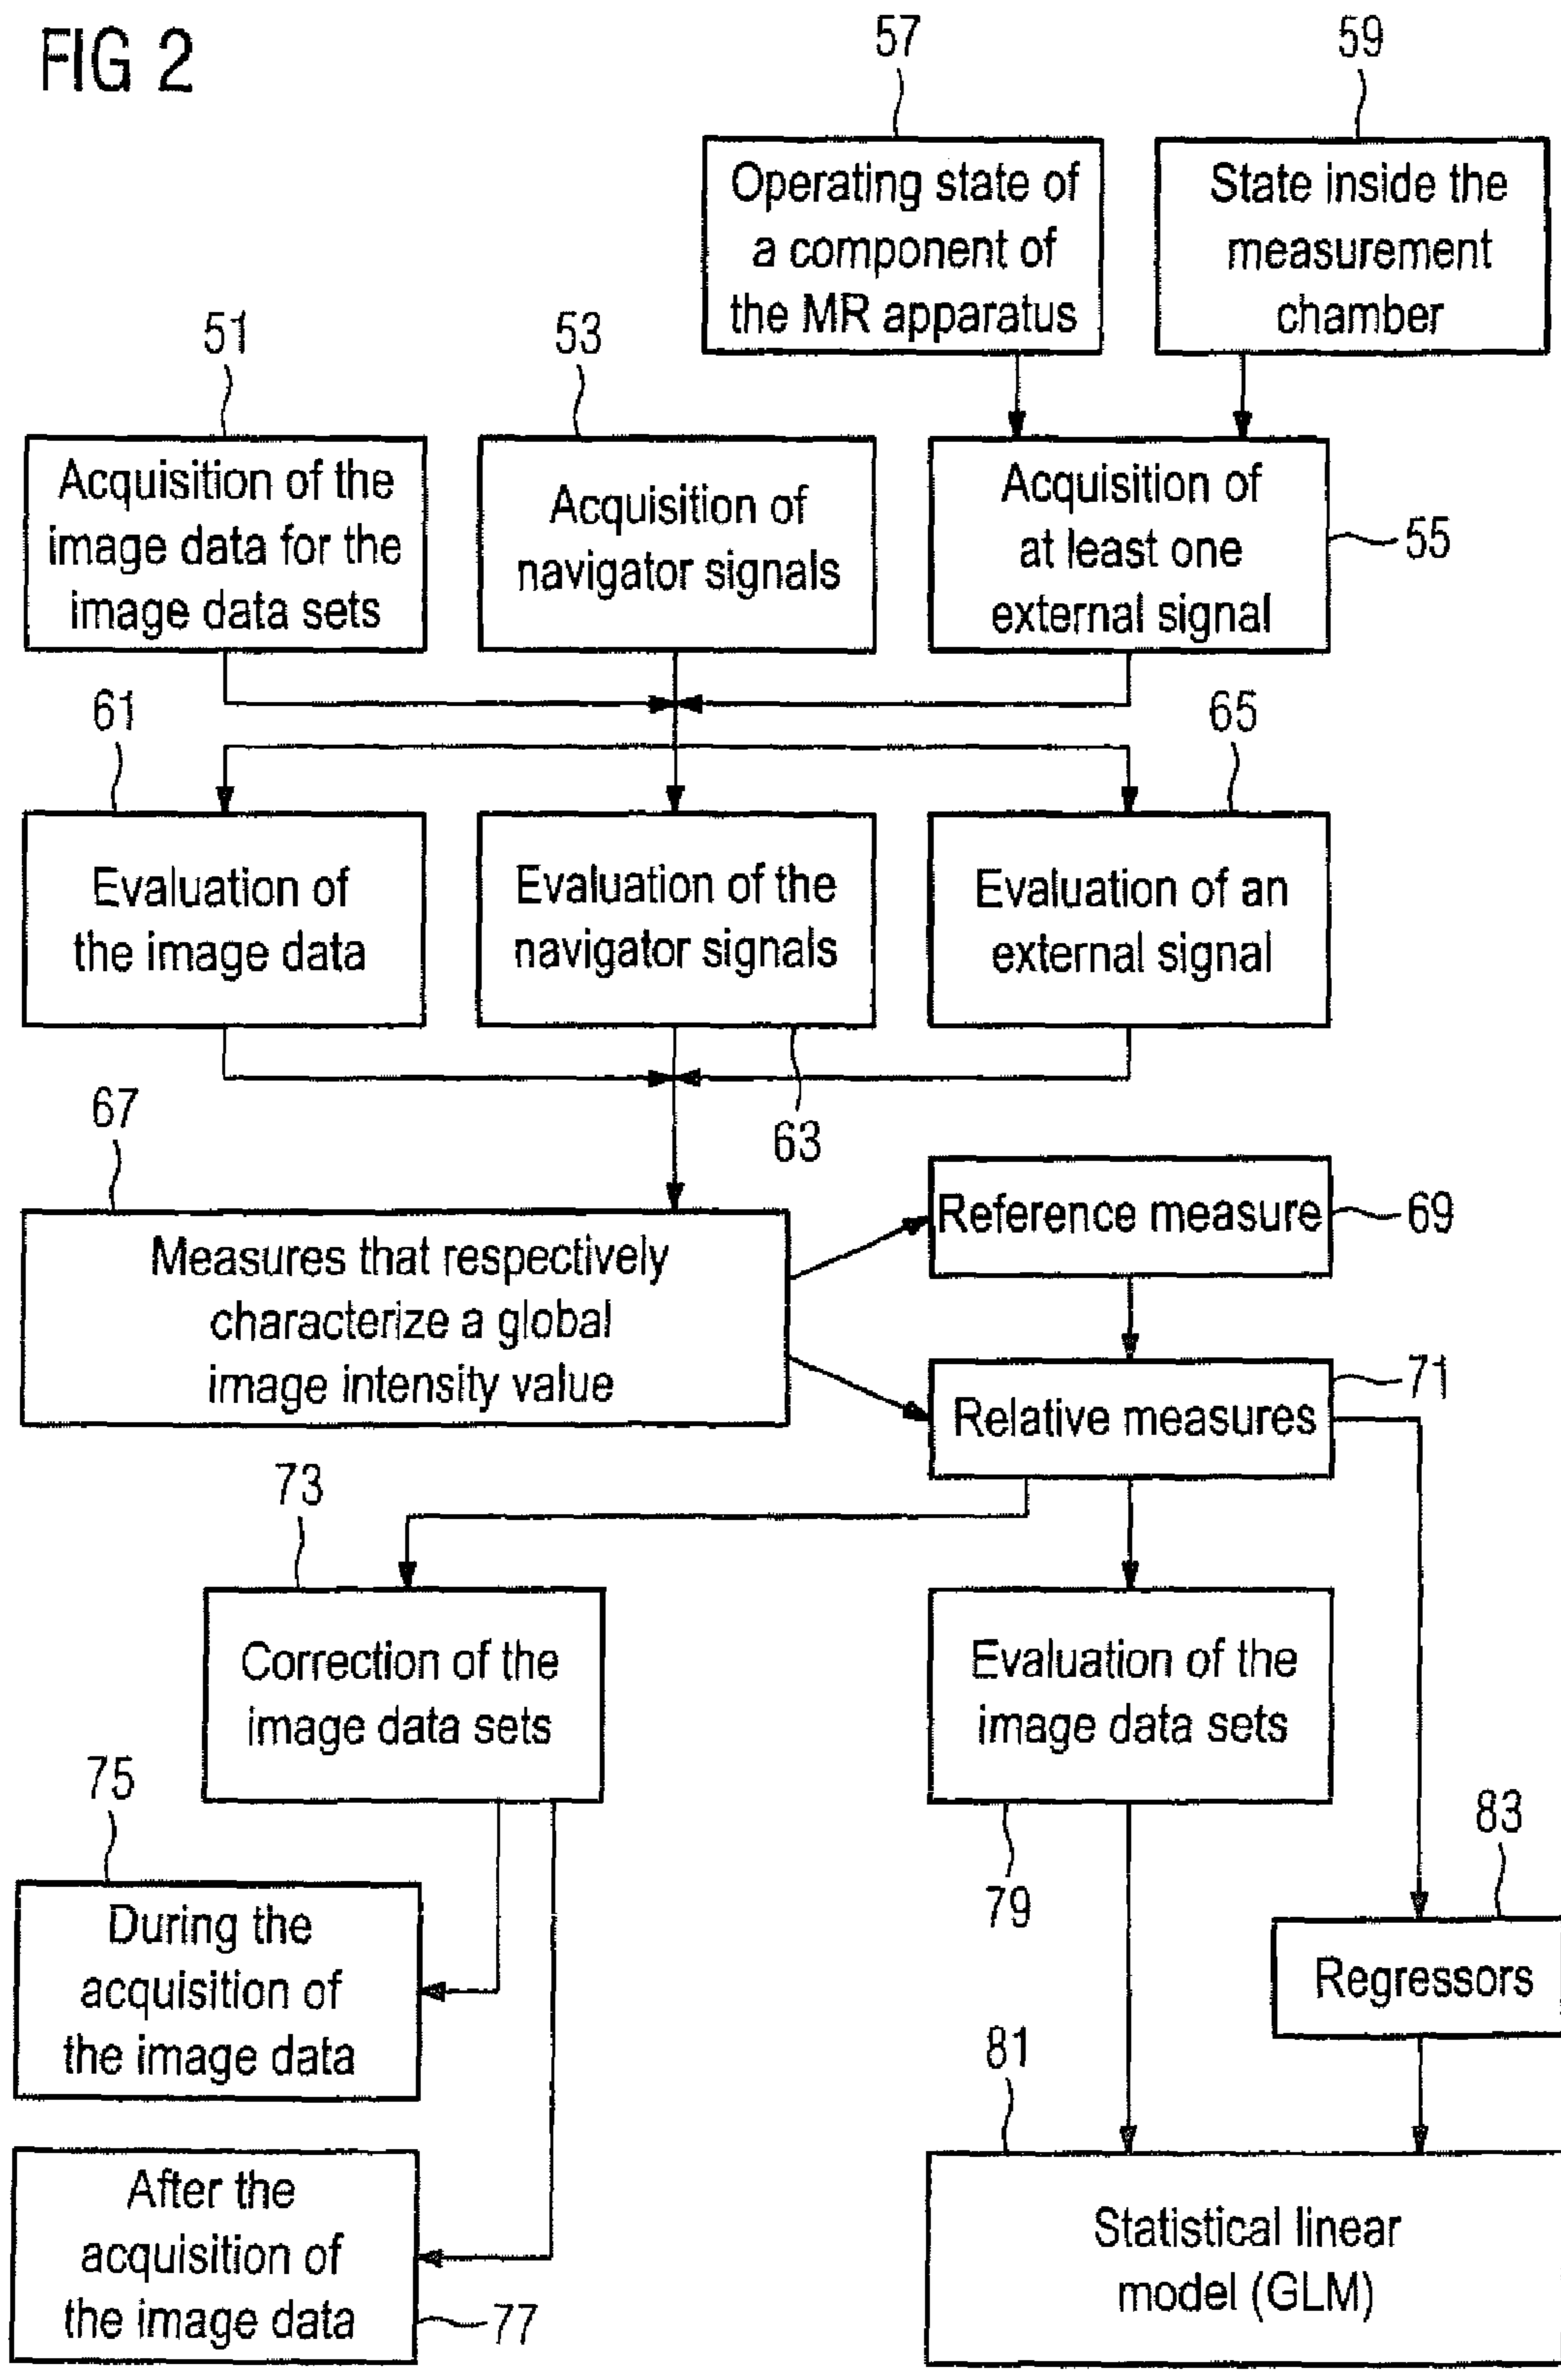 FIG 2
57
59
Operating state of
a component of
the MR apparatus
State inside the
measurement
chamber
51
53
Acquisition of the
image data for the
image data sets
Acquisition of
navigator signals
Acquisition of
at least one
external signal
55
61
65
Evaluation of
the image data
Evaluation of the
navigator signals
Evaluation of an
external signal
67
63
Measures that respectively
characterize a global
image intensity value
Reference measure
69
71
Relative measures
73
Correction of the
image data sets
Evaluation of the
image data sets
75
79
83
During the
acquisition of
the image data
Regressors
81
After the
acquisition of
the image data
77
Statistical linear
model (GLM)